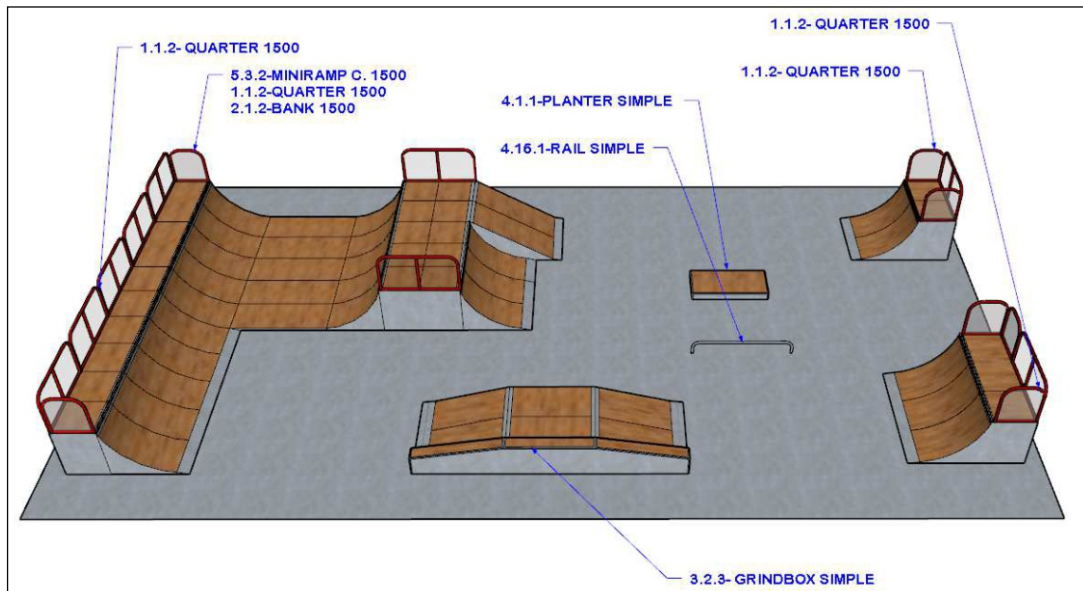 1.1.2- QUARTER 1500
1.1.2- QUARTER 1500
5.3.2-MINIRAMP C. 1500
1.1.2-QUARTER 1500
2.1.2-BANK 1500
1.1.2- QUARTER 1500
4.1.1-PLANTER SIMPLE
4.16.1-RAIL SIMPLE
3.2.3- GRINDBOX SIMPLE